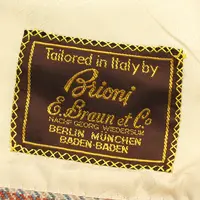 Tailored in Italy by
Brioni
E. Braun et Co
NACHF. GEORG WIEDERSUM
BERLIN MÜNCHEN
BADEN-BADEN